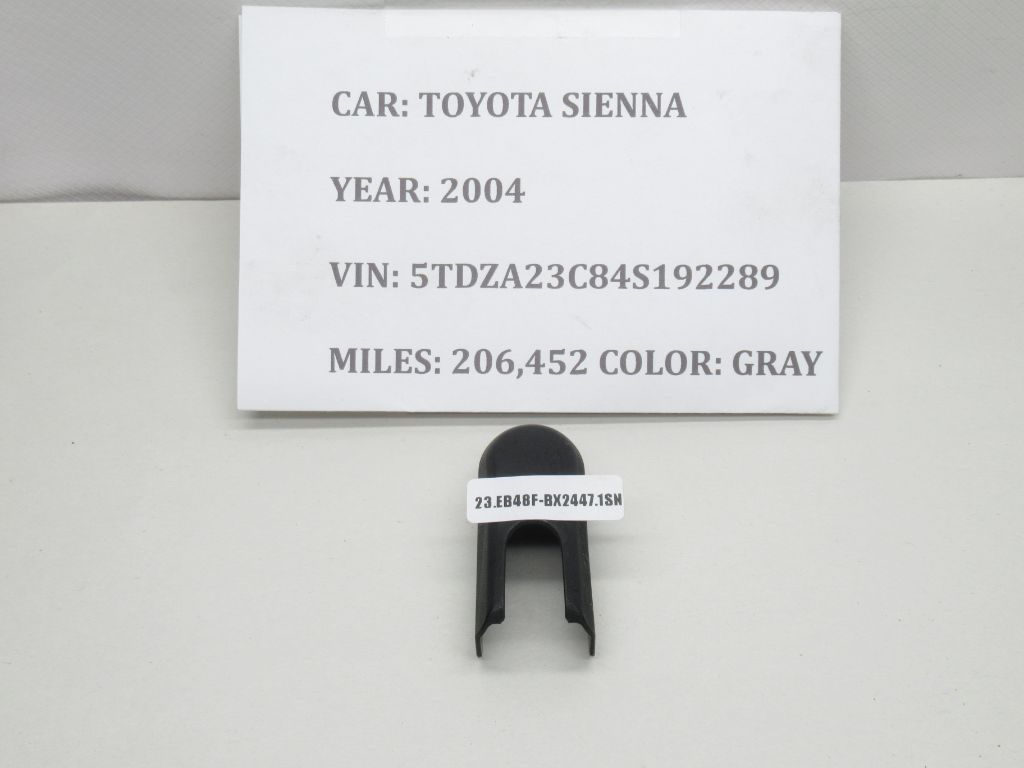 CAR: TOYOTA SIENNA
YEAR: 2004
VIN: 5TDZA23C84S192289
MILES: 206,452 COLOR: GRAY
23.EB48F-BX2447.1SN